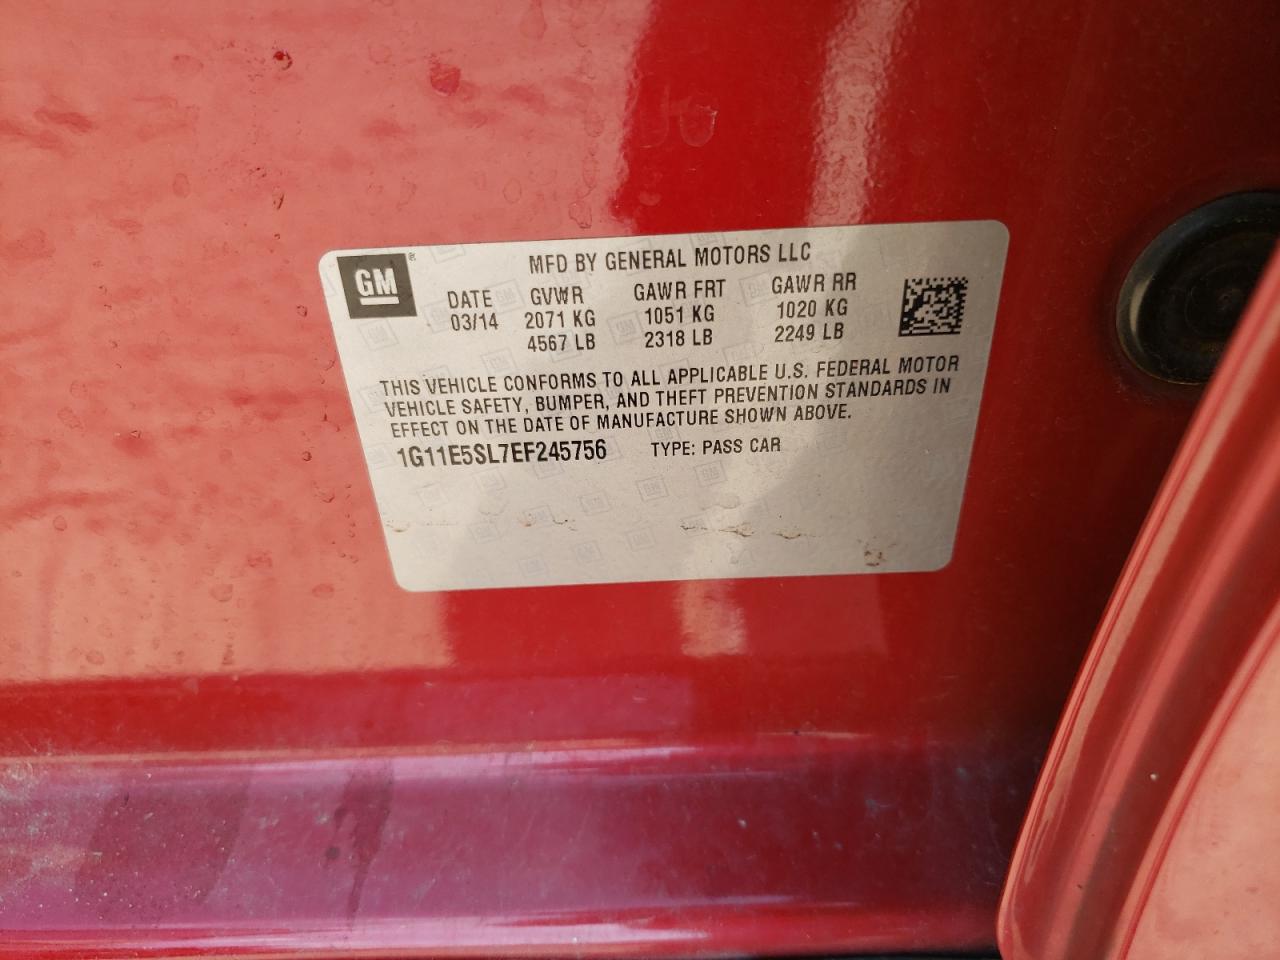 GM®
MFD BY GENERAL MOTORS LLC
DATE GVWR GAWR FRT GAWR RR
03/14 2071 KG 1051 KG 1020 KG
4567 LB 2318 LB 2249 LB
THIS VEHICLE CONFORMS TO ALL APPLICABLE U.S. FEDERAL MOTOR
VEHICLE SAFETY, BUMPER, AND THEFT PREVENTION STANDARDS IN
EFFECT ON THE DATE OF MANUFACTURE SHOWN ABOVE.
1G11E5SL7EF245756 TYPE: PASS CAR